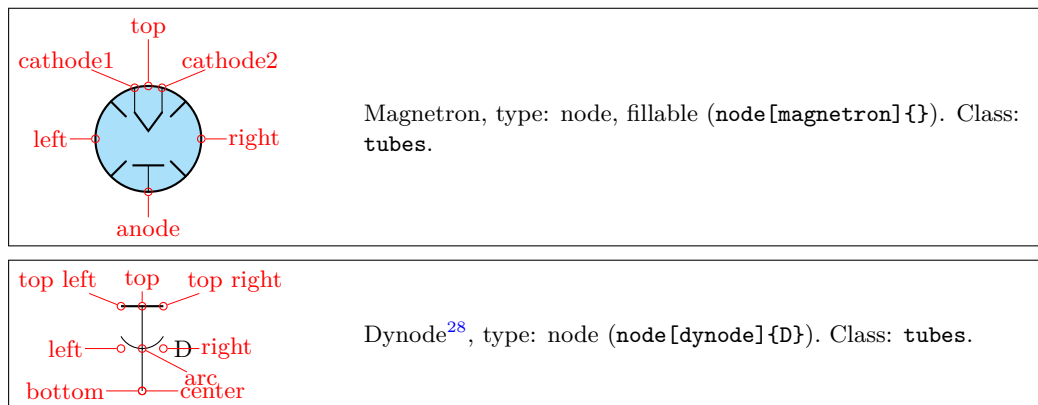 top
cathode1 cathode2
left right
anode
Magnetron, type: node, fillable (node[magnetron]{}). Class:
tubes.
top left top top right
left D right
arc
bottom center
Dynode28, type: node (node[dynode]{D}). Class: tubes.